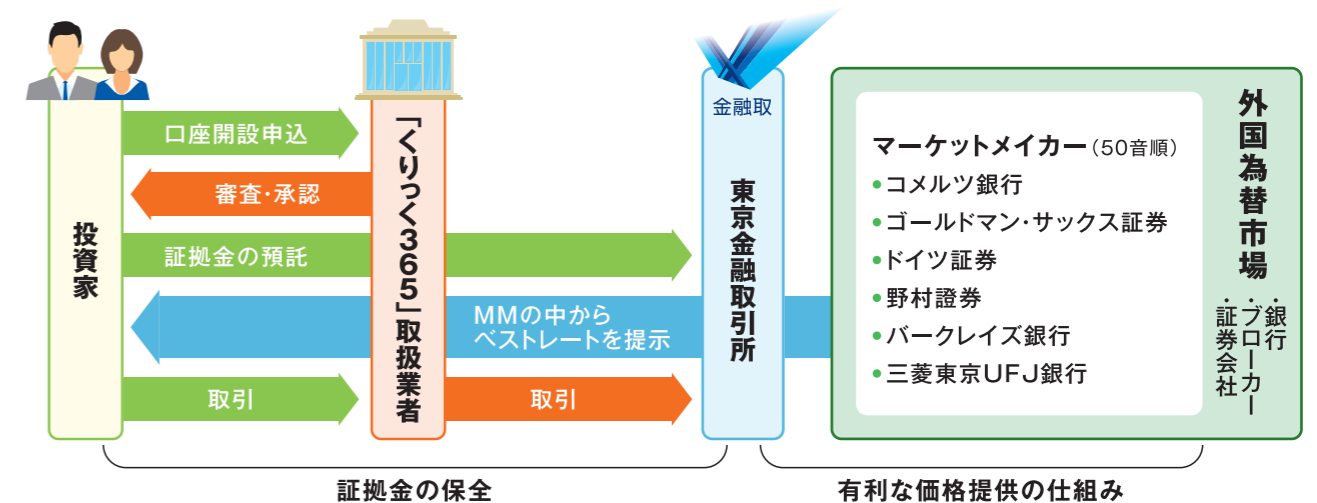 投資家
口座開設申込
審査・承認
証拠金の預託
MMの中から
ベストレートを提示
取引
取引
「くりっく365」取扱業者
金融取
東京金融取引所
マーケットメイカー（50音順）
•コメルツ銀行
•ゴールドマン・サックス証券
•ドイツ証券
•野村證券
•バークレイズ銀行
•三菱東京UFJ銀行
外国為替市場
・銀行
・ブローカー
・証券会社
証拠金の保全
有利な価格提供の仕組み